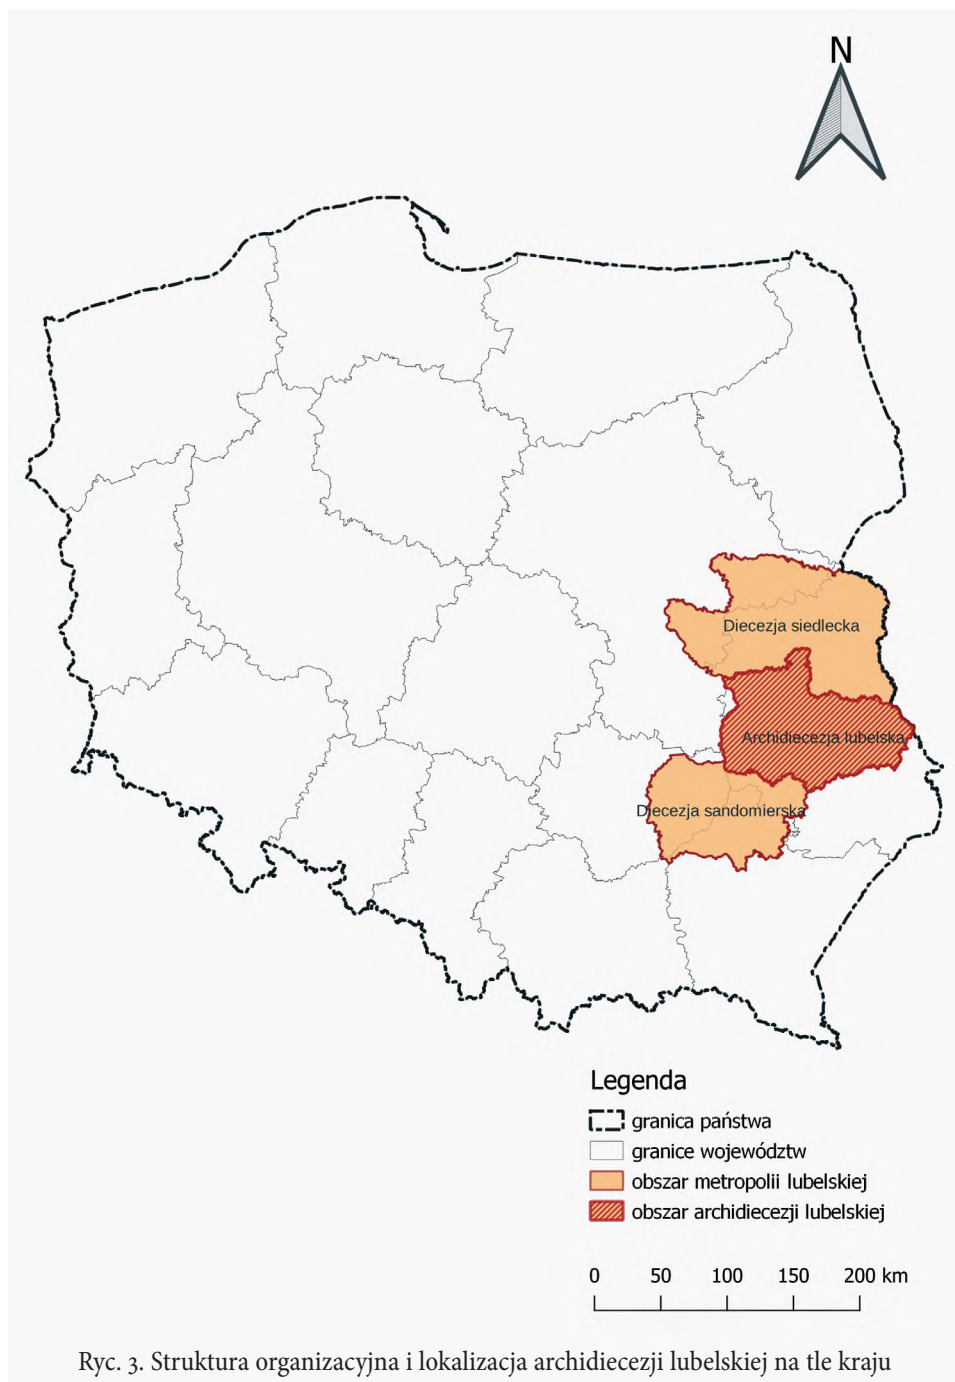 N
Diecezja siedlecka
Archidiecezja lubelska
Diecezja sandomierska
Legenda
granica państwa
granice województw
obszar metropolii lubelskiej
obszar archidiecezji lubelskiej
0 50 100 150 200 km
Ryc. 3. Struktura organizacyjna i lokalizacja archidiecezji lubelskiej na tle kraju